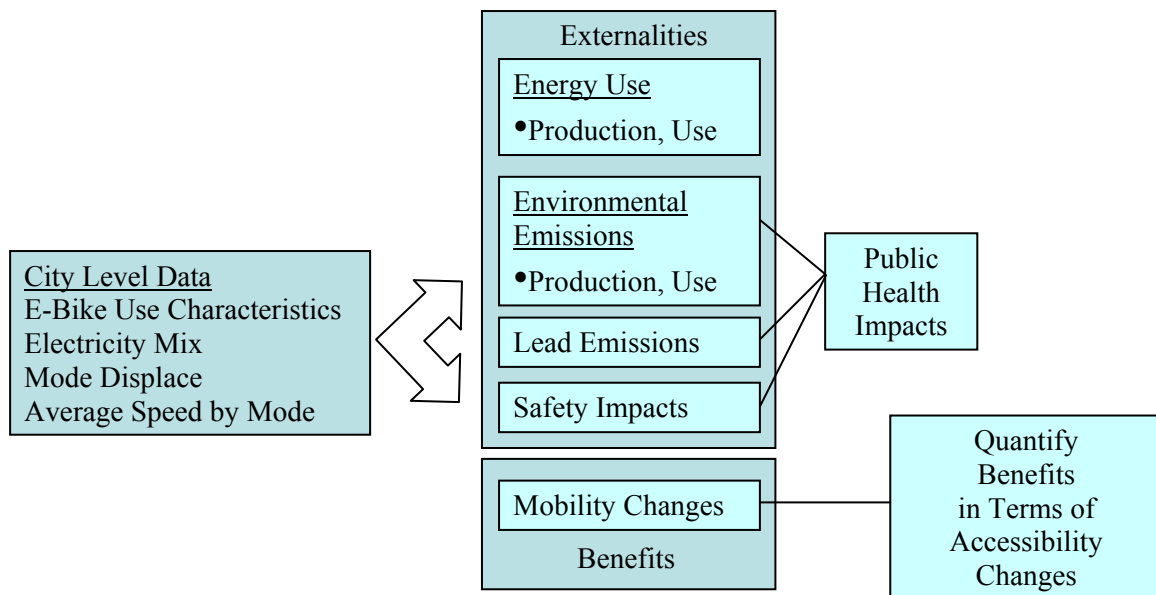 Externalities
Energy Use
•Production, Use
Environmental
Emissions
•Production, Use
Lead Emissions
Safety Impacts
City Level Data
E-Bike Use Characteristics
Electricity Mix
Mode Displace
Average Speed by Mode
Public
Health
Impacts
Mobility Changes
Benefits
Quantify
Benefits
in Terms of
Accessibility
Changes